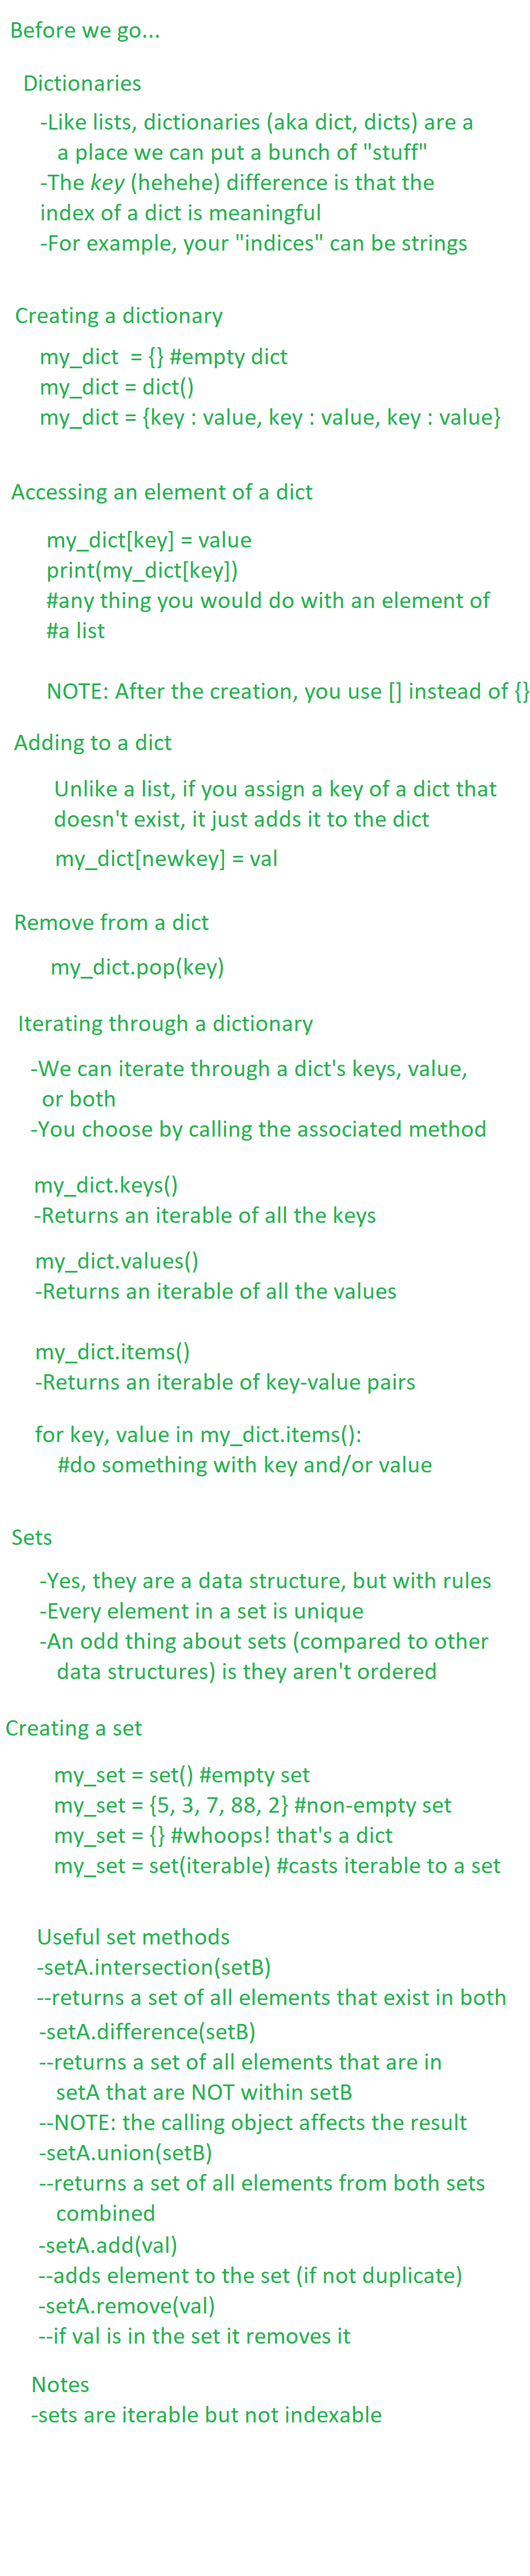 Before we go...
Dictionaries
-Like lists, dictionaries (aka dict, dicts) are a
a place we can put a bunch of "stuff"
-The key (hehehe) difference is that the
index of a dict is meaningful
-For example, your "indices" can be strings
Creating a dictionary
my_dict  = {} #empty dict
my_dict = dict()
my_dict = {key : value, key : value, key : value}
Accessing an element of a dict
my_dict[key] = value
print(my_dict[key])
#any thing you would do with an element of
#a list
NOTE: After the creation, you use [] instead of {}
Adding to a dict
Unlike a list, if you assign a key of a dict that
doesn't exist, it just adds it to the dict
my_dict[newkey] = val
Remove from a dict
my_dict.pop(key)
Iterating through a dictionary
-We can iterate through a dict's keys, value,
or both
-You choose by calling the associated method
my_dict.keys()
-Returns an iterable of all the keys
my_dict.values()
-Returns an iterable of all the values
my_dict.items()
-Returns an iterable of key-value pairs
for key, value in my_dict.items():
#do something with key and/or value
Sets
-Yes, they are a data structure, but with rules
-Every element in a set is unique
-An odd thing about sets (compared to other
data structures) is they aren't ordered
Creating a set
my_set = set() #empty set
my_set = {5, 3, 7, 88, 2} #non-empty set
my_set = {} #whoops! that's a dict
my_set = set(iterable) #casts iterable to a set
Useful set methods
-setA.intersection(setB)
--returns a set of all elements that exist in both
-setA.difference(setB)
--returns a set of all elements that are in
setA that are NOT within setB
--NOTE: the calling object affects the result
-setA.union(setB)
--returns a set of all elements from both sets
combined
-setA.add(val)
--adds element to the set (if not duplicate)
-setA.remove(val)
--if val is in the set it removes it
Notes
-sets are iterable but not indexable